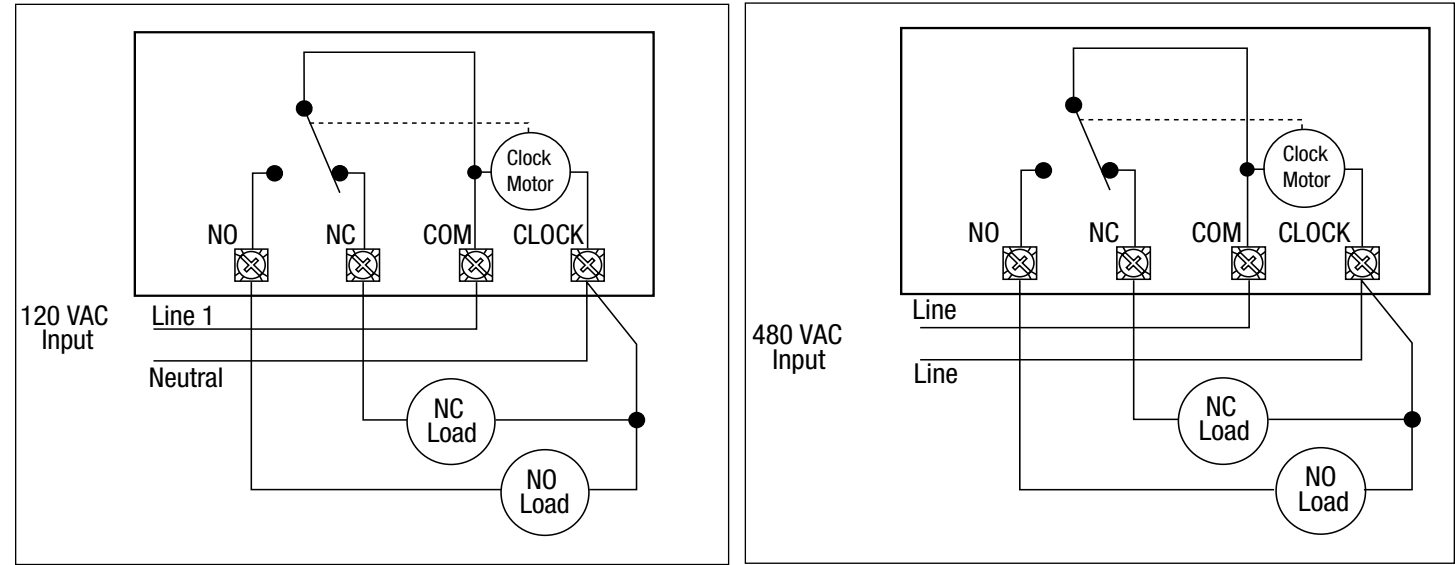 Clock
Motor
NO
NC
COM
CLOCK
120 VAC
Input
Line 1
Neutral
NC
Load
NO
Load
Clock
Motor
NO
NC
COM
CLOCK
480 VAC
Input
Line
Line
NC
Load
NO
Load